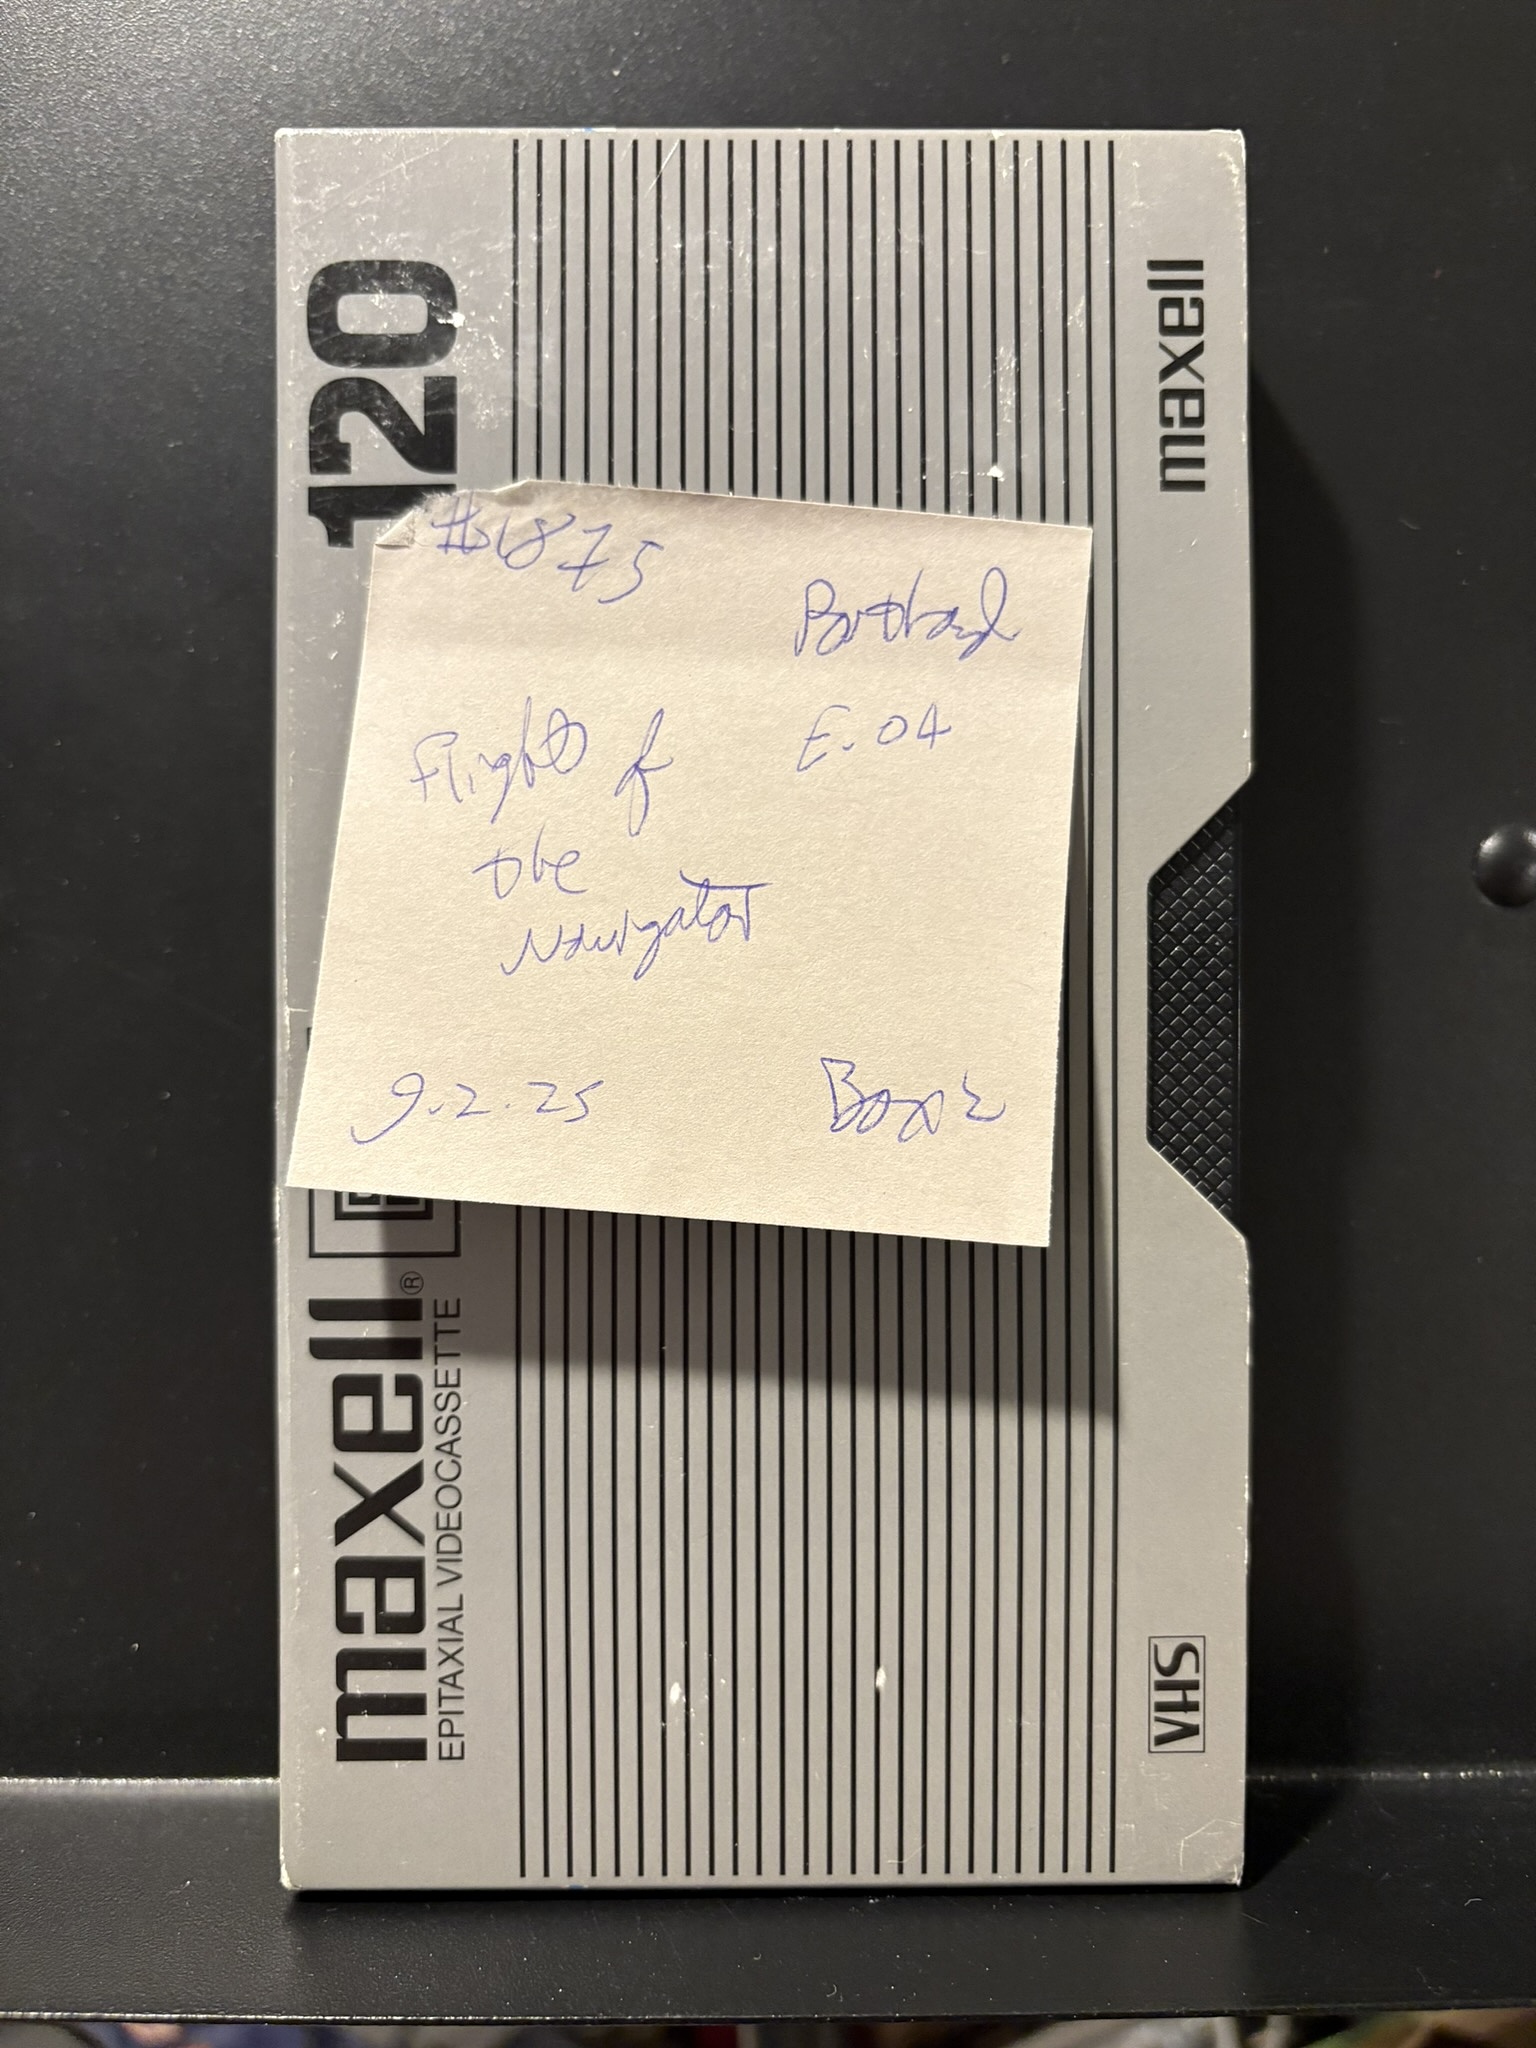 #6875
Portland
E. 04
Flight of
the
Navigator
9.2.25
Box 2
120
maxell®
EPITAXIAL VIDEOCASSETTE
maxell
VHS